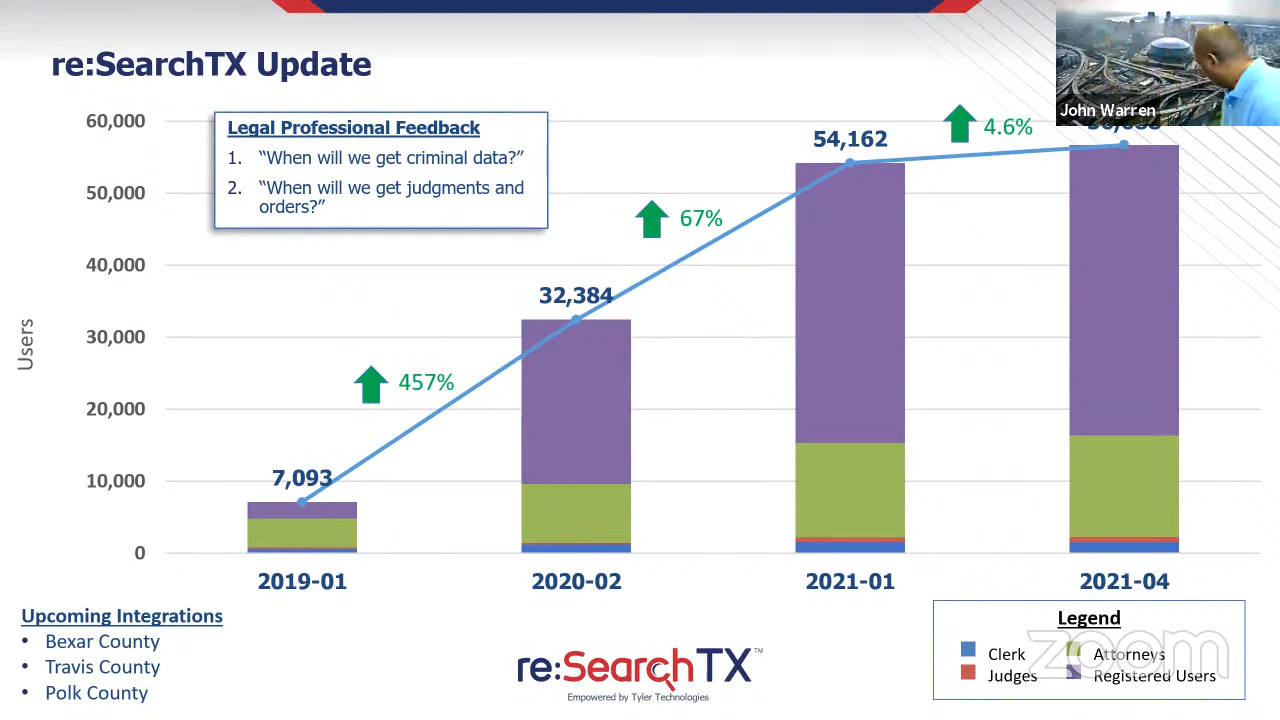 re:SearchTX Update
John Warren
60,000
50,000
40,000
30,000
20,000
10,000
0
Users
Legal Professional Feedback
1. “When will we get criminal data?”
2. “When will we get judgments and
orders?”
7,093
457%
32,384
67%
54,162
4.6%
2019-01
2020-02
2021-01
2021-04
Upcoming Integrations
• Bexar County
• Travis County
• Polk County
re:SearchTX™
Empowered by Tyler Technologies
Legend
Clerk
Attorneys
Judges
Registered Users
zoom